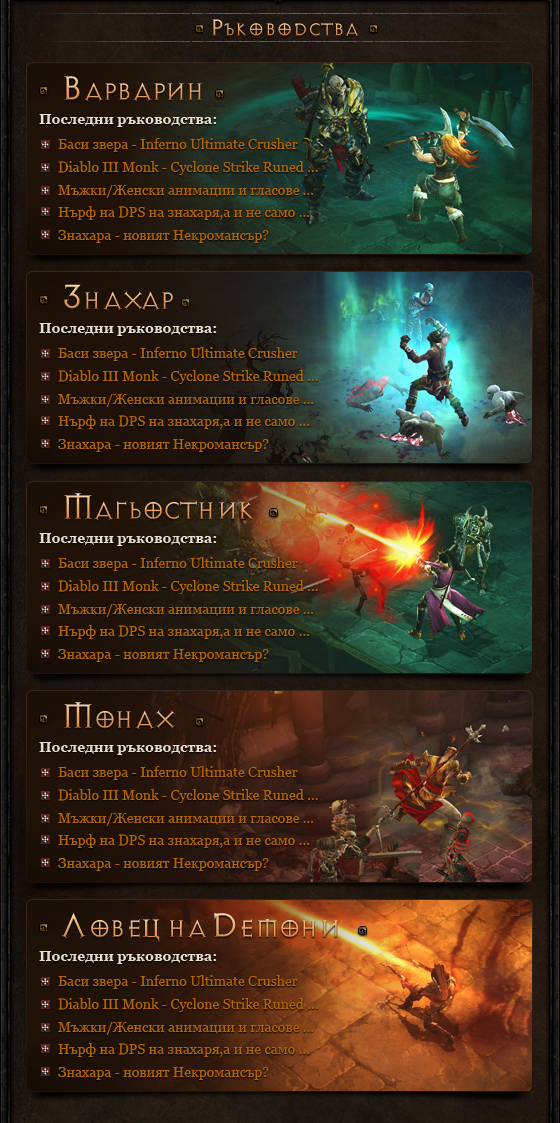 Ръководства
Варварин
Последни ръководства:
Баси звера - Inferno Ultimate Crusher
Diablo III Monk - Cyclone Strike Runed ...
Мъжки/Женски анимации и гласове ...
Нърф на DPS на знахаря,а и не само ...
Знахара - новият Некромансър?
Знахар
Последни ръководства:
Баси звера - Inferno Ultimate Crusher
Diablo III Monk - Cyclone Strike Runed ...
Мъжки/Женски анимации и гласове ...
Нърф на DPS на знахаря,а и не само ...
Знахара - новият Некромансър?
Магьостник
Последни ръководства:
Баси звера - Inferno Ultimate Crusher
Diablo III Monk - Cyclone Strike Runed ...
Мъжки/Женски анимации и гласове ...
Нърф на DPS на знахаря,а и не само ...
Знахара - новият Некромансър?
Монах
Последни ръководства:
Баси звера - Inferno Ultimate Crusher
Diablo III Monk - Cyclone Strike Runed ...
Мъжки/Женски анимации и гласове ...
Нърф на DPS на знахаря,а и не само ...
Знахара - новият Некромансър?
Ловец на Демони
Последни ръководства:
Баси звера - Inferno Ultimate Crusher
Diablo III Monk - Cyclone Strike Runed ...
Мъжки/Женски анимации и гласове ...
Нърф на DPS на знахаря,а и не само ...
Знахара - новият Некромансър?